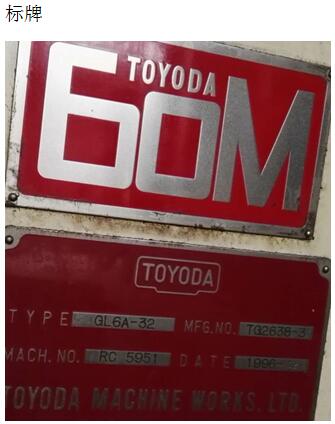 标牌
TOYODA
60M
TOYODA
TYPE GL6A-32 MFG.NO. TG2638-3
MACH.NO. RC 5951 DATE 1996-
TOYODA MACHINE WORKS. LTD.